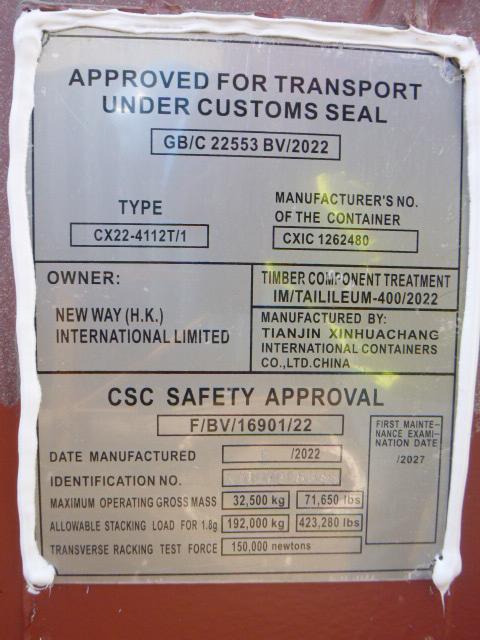 APPROVED FOR TRANSPORT
UNDER CUSTOMS SEAL
GB/C 22553 BV/2022
TYPE
CX22-4112T/1
MANUFACTURER'S NO.
OF THE CONTAINER
CXIC 1262480
OWNER:
NEW WAY (H.K.)
INTERNATIONAL LIMITED
TIMBER COMPONENT TREATMENT
IM/TAILILEUM-400/2022
MANUFACTURED BY:
TIANJIN XINHUACHANG
INTERNATIONAL CONTAINERS
CO.,LTD.CHINA
CSC SAFETY APPROVAL
F/BV/16901/22
DATE MANUFACTURED /2022
IDENTIFICATION NO.
MAXIMUM OPERATING GROSS MASS 32,500 kg 71,650 lbs
ALLOWABLE STACKING LOAD FOR 1.8g 192,000 kg 423,280 lbs
TRANSVERSE RACKING TEST FORCE 150,000 newtons
FIRST MAINTE-
NANCE EXAMI-
NATION DATE
/2027